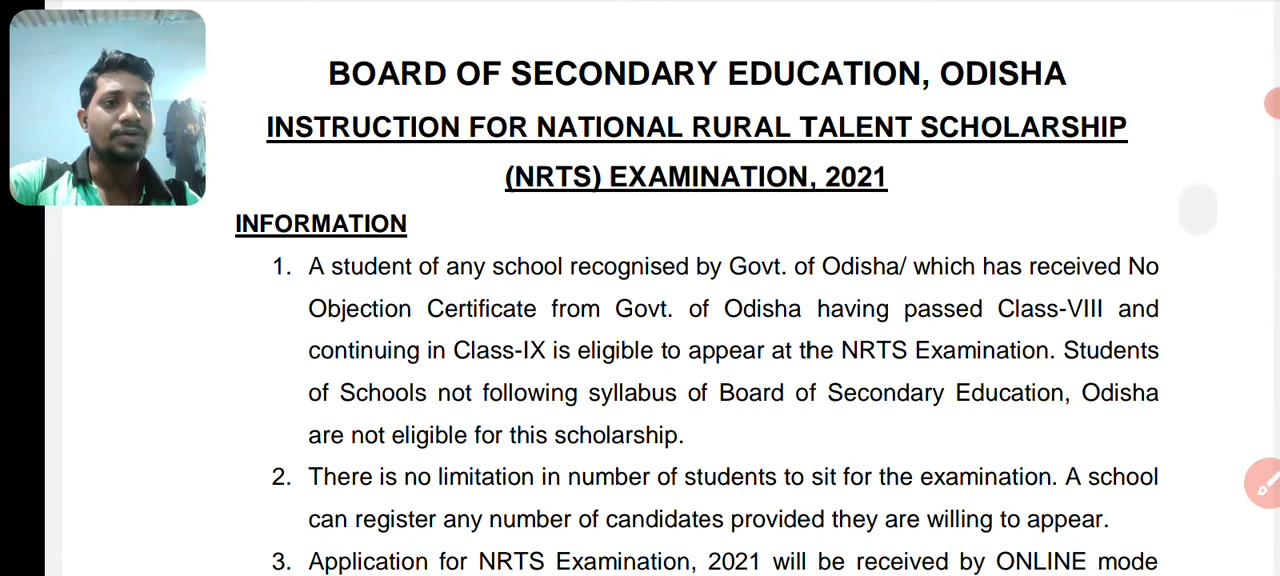 BOARD OF SECONDARY EDUCATION, ODISHA
INSTRUCTION FOR NATIONAL RURAL TALENT SCHOLARSHIP
(NRTS) EXAMINATION, 2021
INFORMATION
1. A student of any school recognised by Govt. of Odisha/ which has received No
Objection Certificate from Govt. of Odisha having passed Class-VIII and
continuing in Class-IX is eligible to appear at the NRTS Examination. Students
of Schools not following syllabus of Board of Secondary Education, Odisha
are not eligible for this scholarship.
2. There is no limitation in number of students to sit for the examination. A school
can register any number of candidates provided they are willing to appear.
3. Application for NRTS Examination, 2021 will be received by ONLINE mode